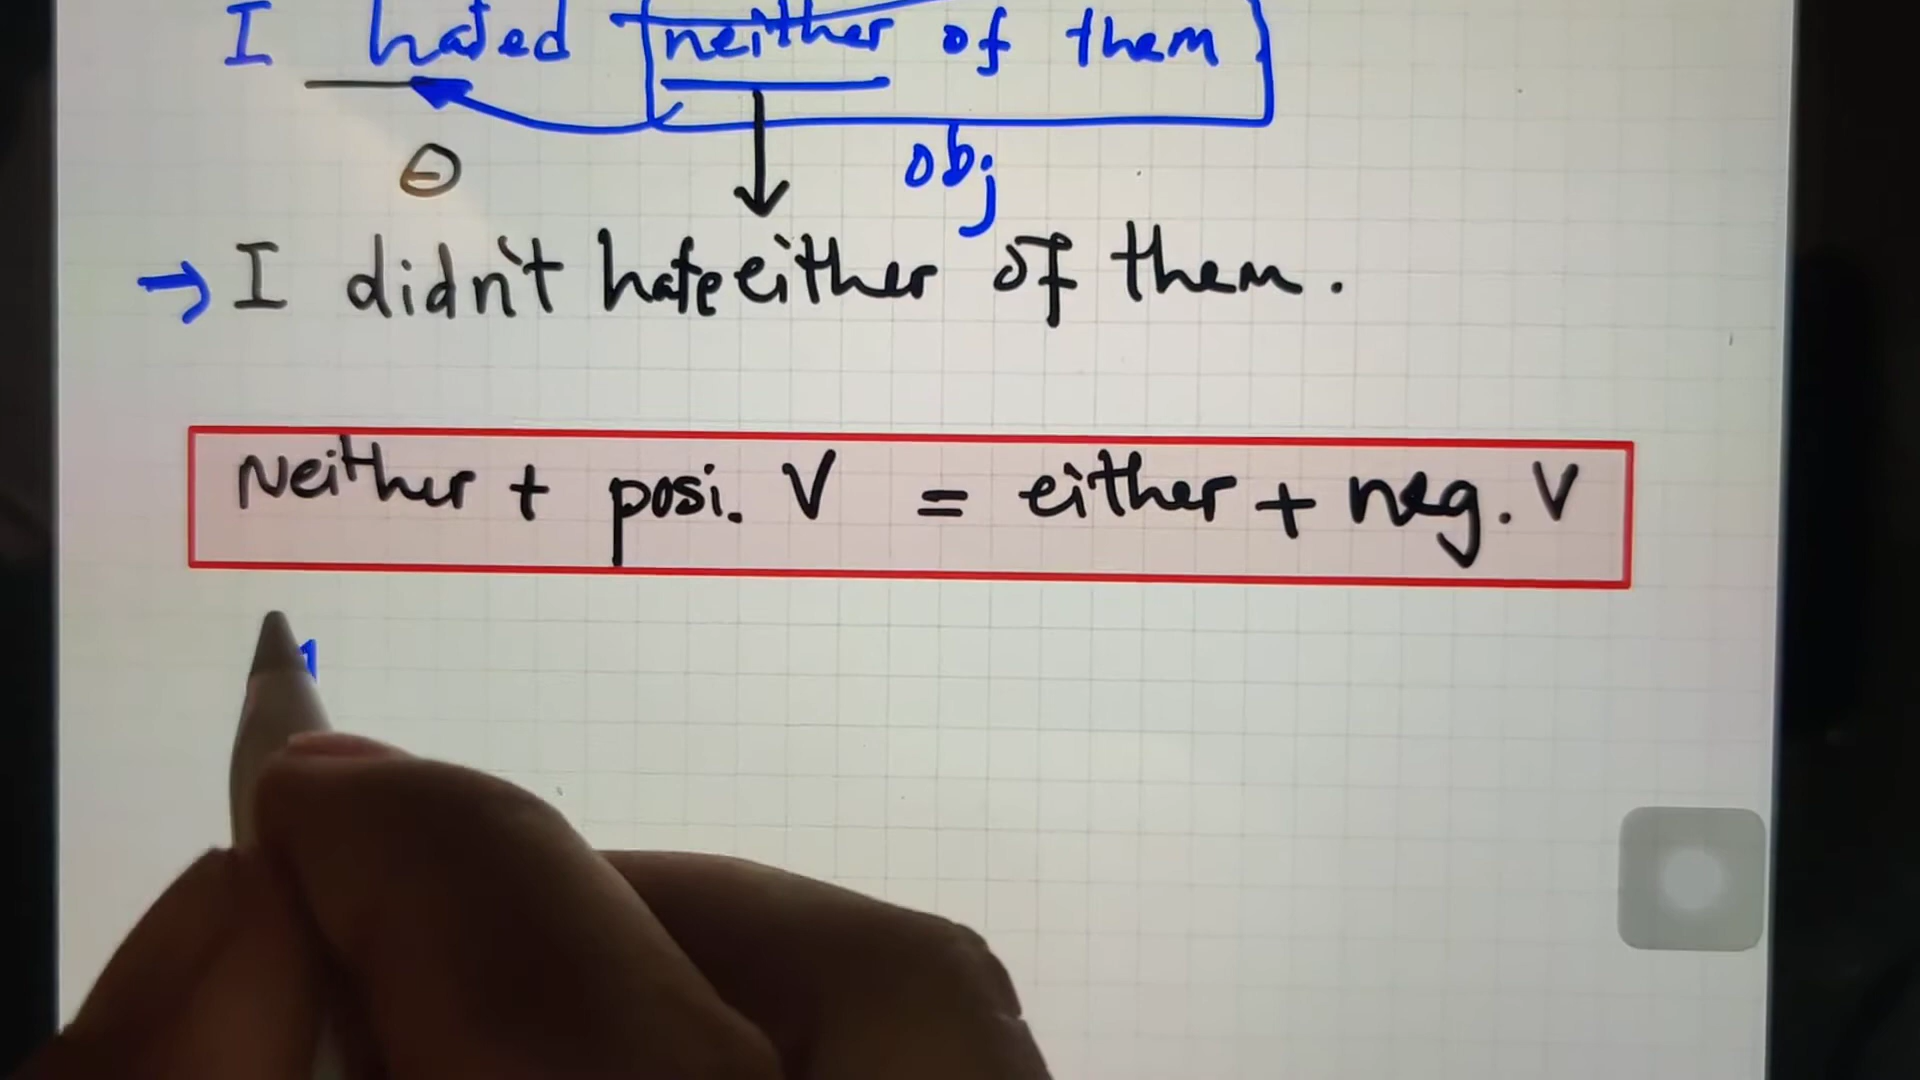 I hated neither of them
obj
→ I didn't hate either of them.
Neither + posi. V = either + neg. V